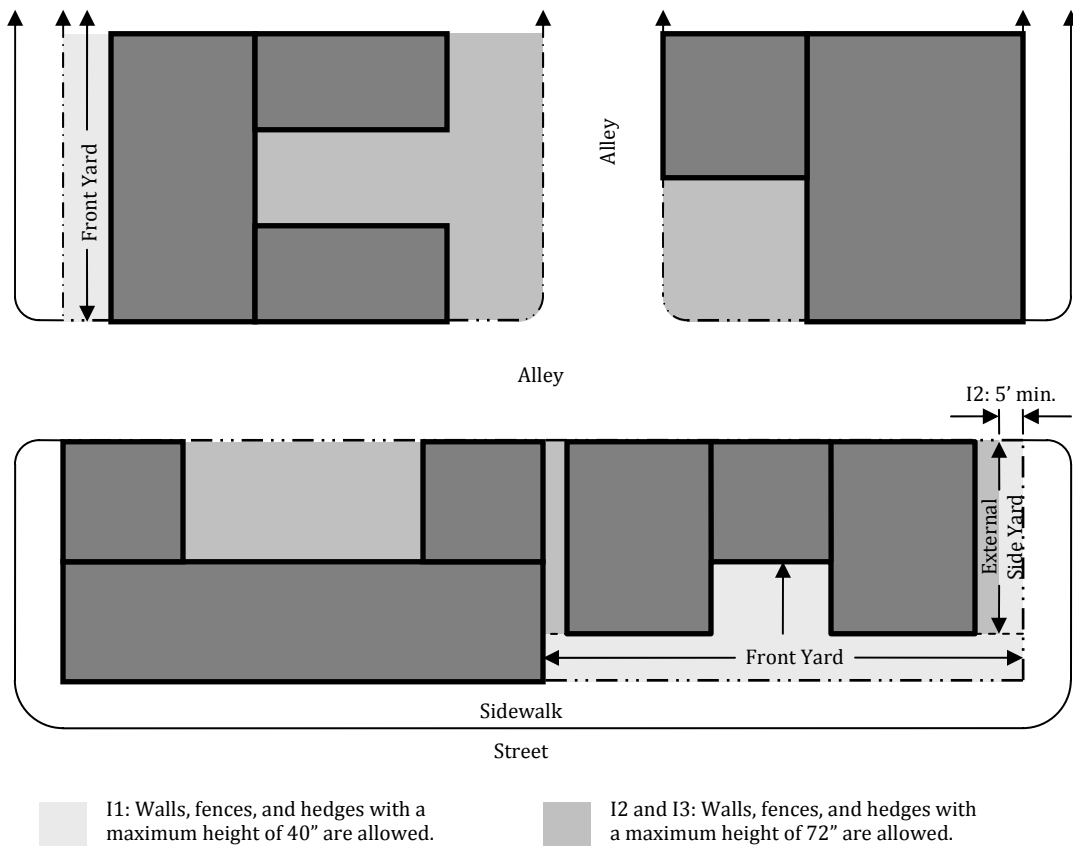 Front Yard
Alley
Alley
I2: 5’ min.
External
Side Yard
Front Yard
Sidewalk
Street
I1: Walls, fences, and hedges with a
maximum height of 40” are allowed.
I2 and I3: Walls, fences, and hedges with
a maximum height of 72” are allowed.